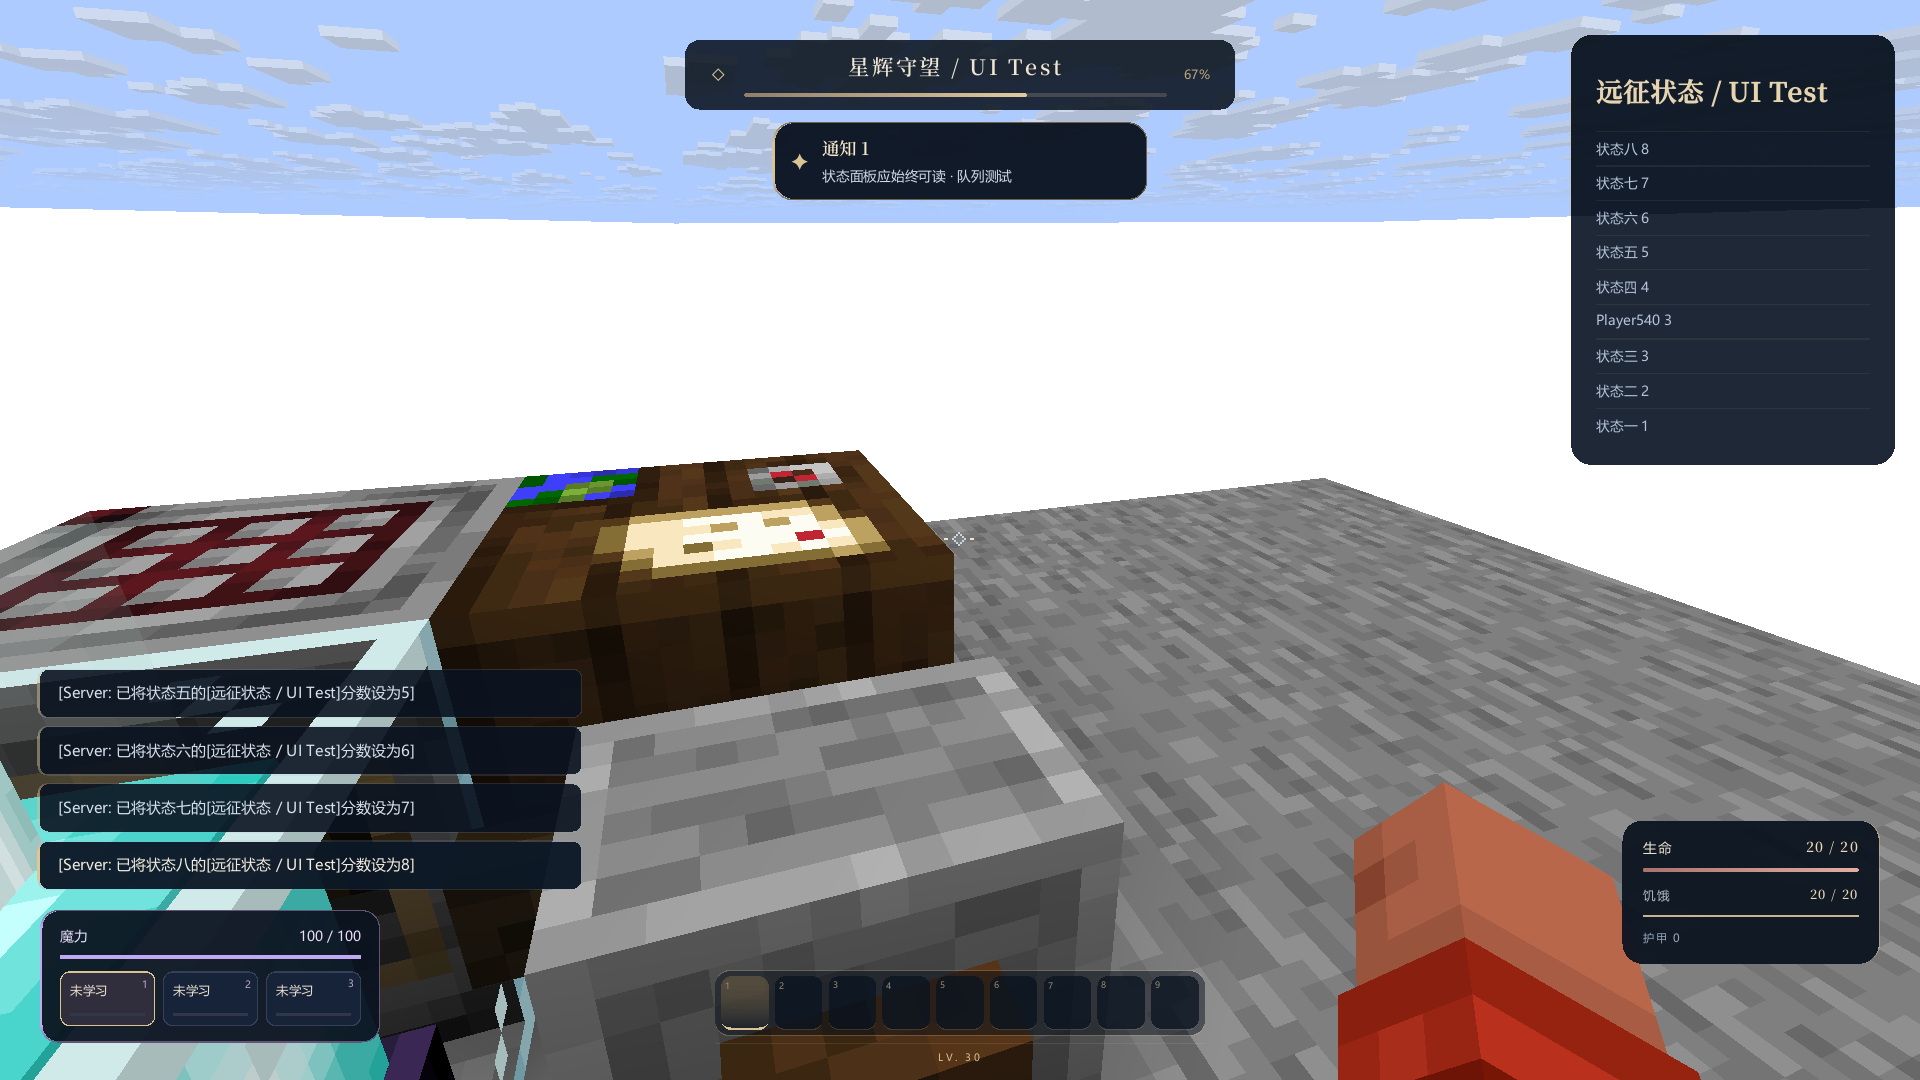 星辉守望 / UI Test
67%
通知 1
状态面板应始终可读 · 队列测试
远征状态 / UI Test
状态八 8
状态七 7
状态六 6
状态五 5
状态四 4
Player540 3
状态三 3
状态二 2
状态一 1
[Server: 已将状态五的[远征状态 / UI Test]分数设为5]
[Server: 已将状态六的[远征状态 / UI Test]分数设为6]
[Server: 已将状态七的[远征状态 / UI Test]分数设为7]
[Server: 已将状态八的[远征状态 / UI Test]分数设为8]
魔力 100 / 100
未学习 1
未学习 2
未学习 3
1 2 3 4 5 6 7 8 9
LV. 30
生命 20 / 20
饥饿 20 / 20
护甲 0